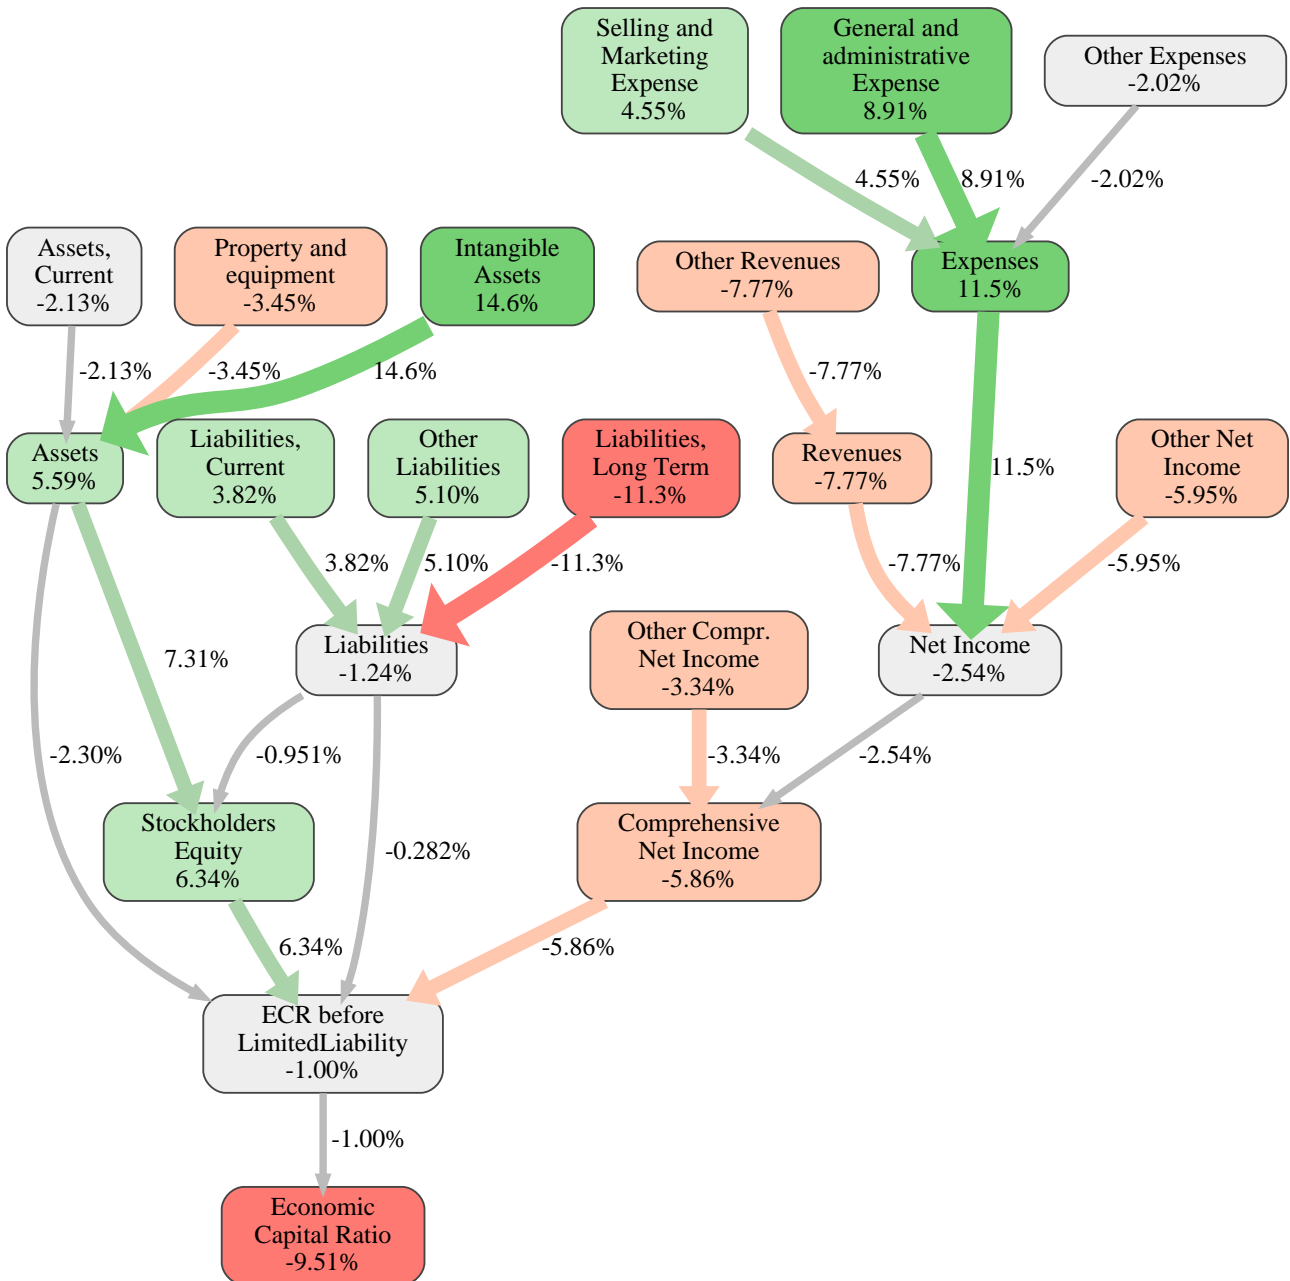 Selling and
Marketing
Expense
4.55%
General and
administrative
Expense
8.91%
Other Expenses
-2.02%
4.55%
8.91%
-2.02%
Assets,
Current
-2.13%
Property and
equipment
-3.45%
Intangible
Assets
14.6%
Other Revenues
-7.77%
Expenses
11.5%
-2.13%
-3.45%
14.6%
-7.77%
Assets
5.59%
Liabilities,
Current
3.82%
Other
Liabilities
5.10%
Liabilities,
Long Term
-11.3%
Revenues
-7.77%
11.5%
Other Net
Income
-5.95%
3.82%
5.10%
-11.3%
-7.77%
-5.95%
7.31%
Liabilities
-1.24%
Other Compr.
Net Income
-3.34%
Net Income
-2.54%
-2.30%
-0.951%
-3.34%
-2.54%
Stockholders
Equity
6.34%
-0.282%
Comprehensive
Net Income
-5.86%
6.34%
-5.86%
ECR before
LimitedLiability
-1.00%
-1.00%
Economic
Capital Ratio
-9.51%